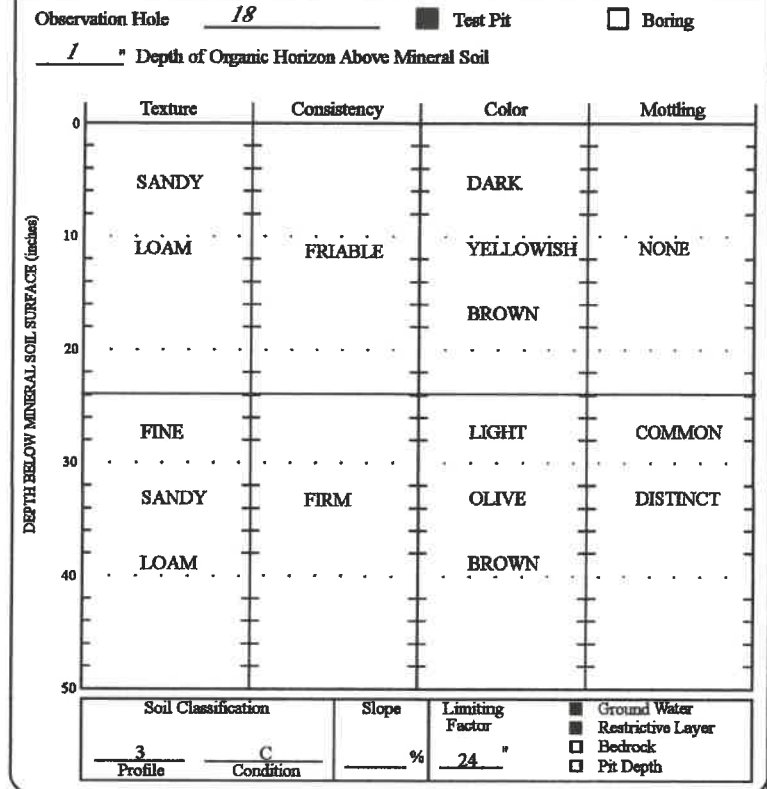 Observation Hole 18 ■ Test Pit □ Boring
1 " Depth of Organic Horizon Above Mineral Soil
Texture Consistency Color Mottling
DEPTH BELOW MINERAL SOIL SURFACE (inches)
0
SANDY DARK
10
LOAM FRIABLE YELLOWISH NONE
BROWN
20
FINE LIGHT COMMON
30
SANDY FIRM OLIVE DISTINCT
LOAM BROWN
40
50
Soil Classification Slope Limiting ■ Ground Water
Factor ■ Restrictive Layer
3 C % 24 " □ Bedrock
Profile Condition □ Pit Depth